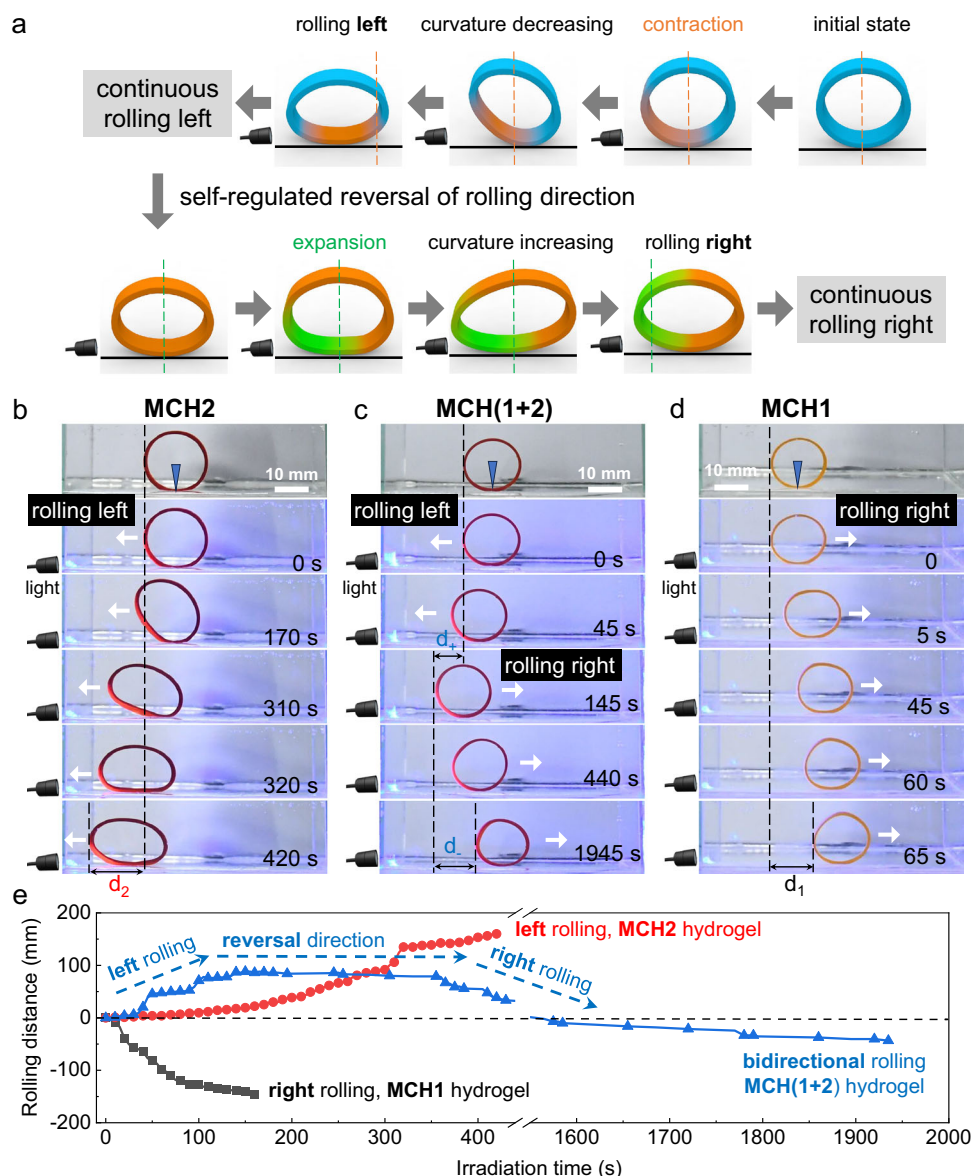 a
rolling left
curvature decreasing
contraction
initial state
continuous
rolling left
self-regulated reversal of rolling direction
expansion
curvature increasing
rolling right
continuous
rolling right
b
MCH2
10 mm
rolling left
0 s
light
170 s
310 s
320 s
420 s
d2
c
MCH(1+2)
10 mm
rolling left
0 s
light
45 s
d+
rolling right
145 s
440 s
d-
1945 s
d
MCH1
10 mm
rolling right
0
light
5 s
45 s
60 s
65 s
d1
e
Rolling distance (mm)
200
100
0
-100
-200
left rolling
reversal direction
right rolling
left rolling, MCH2 hydrogel
right rolling, MCH1 hydrogel
bidirectional rolling
MCH(1+2) hydrogel
0 100 200 300 400 1600 1700 1800 1900 2000
Irradiation time (s)